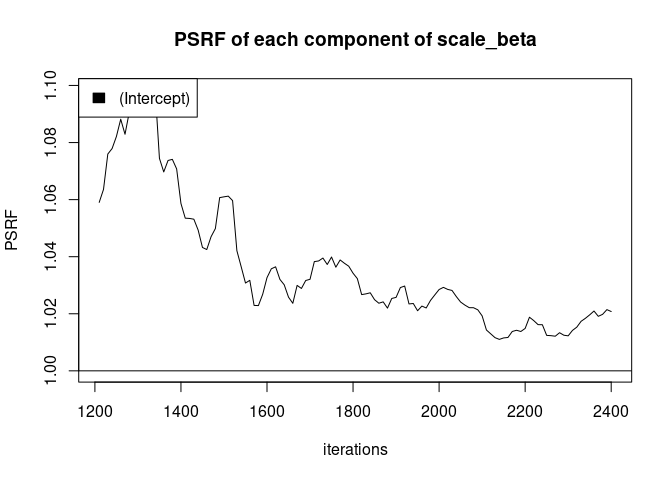 PSRF of each component of scale_beta
(Intercept)
PSRF
1.10
1.08
1.06
1.04
1.02
1.00
1200 1400 1600 1800 2000 2200 2400
iterations